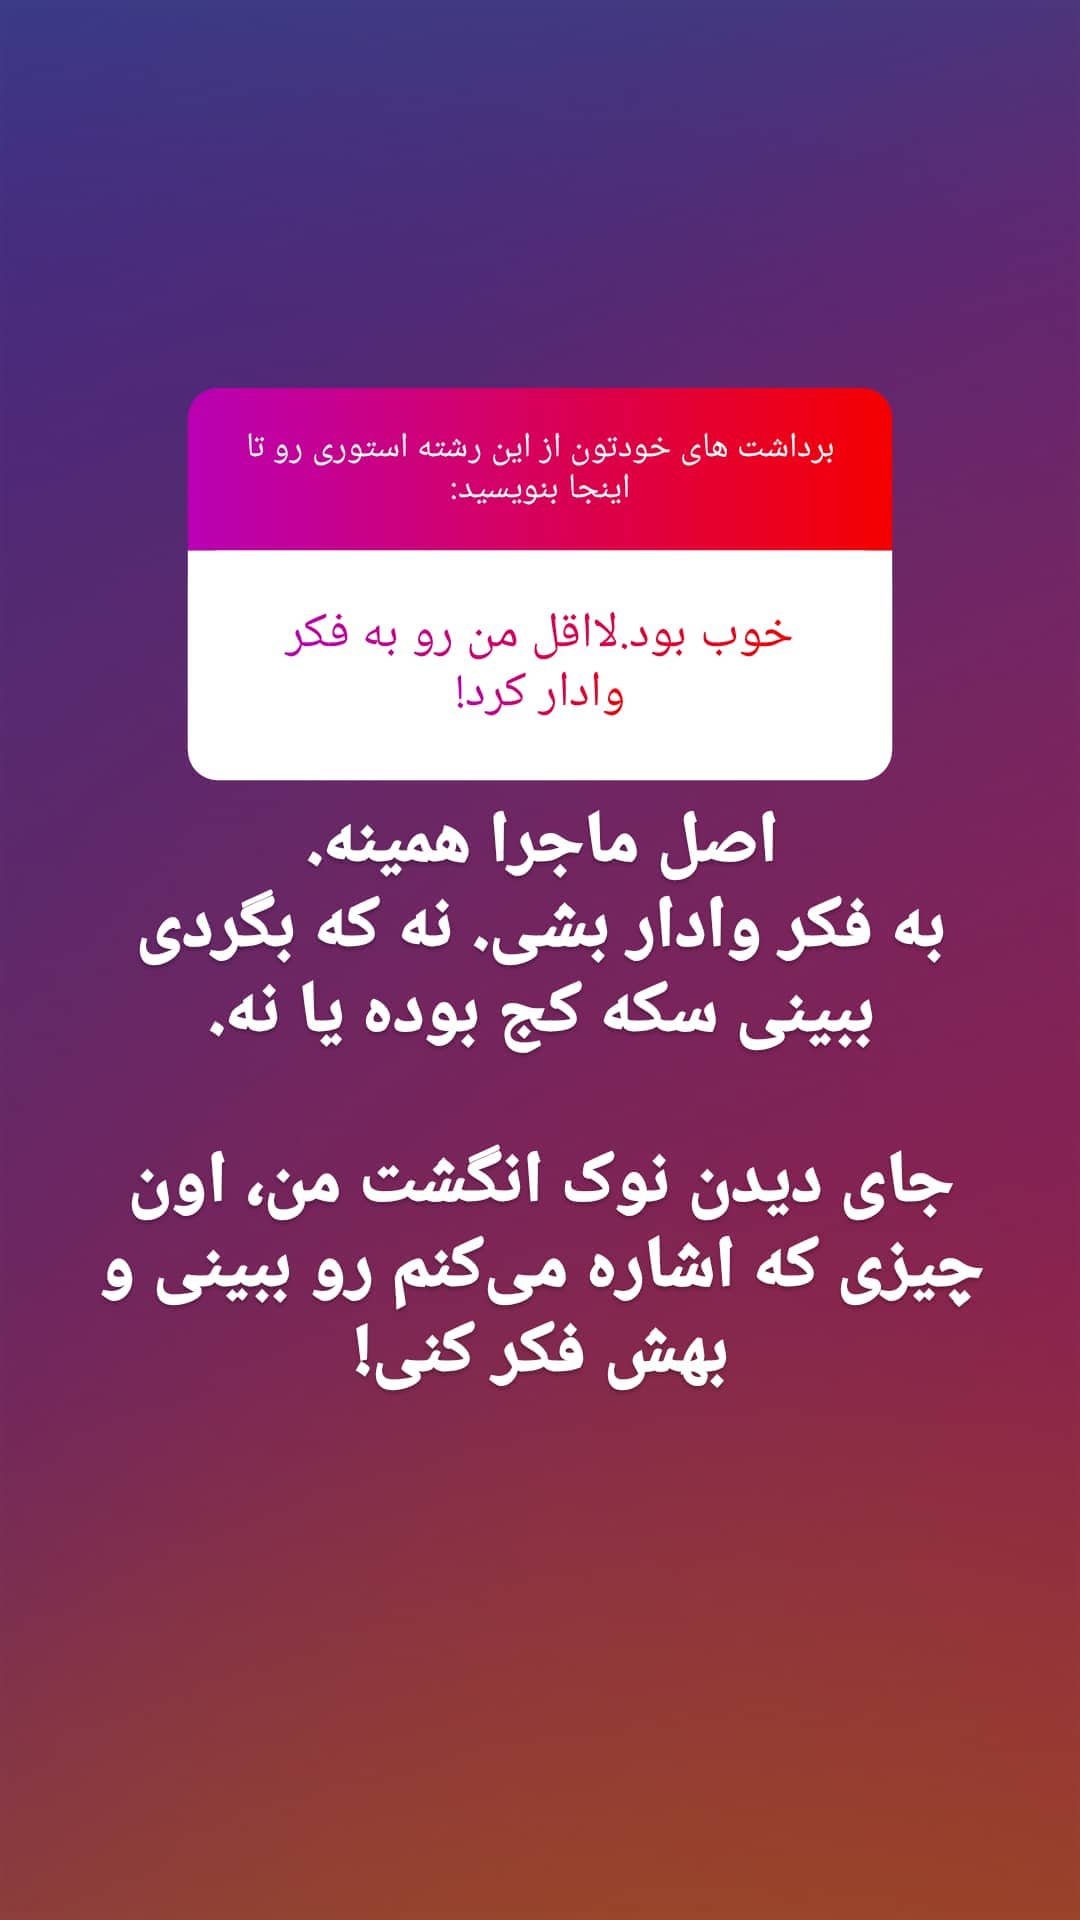 برداشت های خودتون از این رشته استوری رو تا
اینجا بنویسید:
خوب بود.لااقل من رو به فکر
وادار کرد!
اصل ماجرا همینه.
به فکر وادار بشی. نه که بگردی
ببینی سکه کج بوده یا نه.
جای دیدن نوک انگشت من، اون
چیزی که اشاره می‌کنم رو ببینی و
بهش فکر کنی!